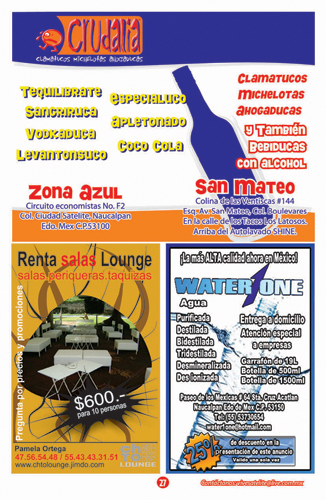 CRUDARIA
CLAMATUCOS MICHELOTAS AHOGADUCAS
TEQUILIBRATE
SANGRIRUCA
VODKADUCA
LEVANTONSUCO
ESPECIALUCO
APLETONADO
COCO COLA
CLAMATUCOS
MICHELOTAS
AHOGADUCAS
Y TAMBIÉN
BEBIDUCAS
CON ALCOHOL
ZONA AZUL
Circuito economistas No. F2
Col. Ciudad Satelite, Naucalpan
Edo. Mex C.P.53100
SAN MATEO
Colina de las Ventiscas #144
Esq. Av. San Mateo, Col. Boulevares
En la calle de los Tacos Los Latosos.
Arriba del Autolavado SHINE.
Renta salas Lounge
salas periqueras taquizas
Pregunta por precios y promociones
$600.-
para 10 personas
Pamela Ortega
47.56.54.48 / 55.43.43.31.51
www.chtolounge.jimdo.com
LOUNGE
¡La más ALTA calidad ahora en México!
WATER ONE
Agua
Purificada
Destilada
Bidestilada
Tridestilada
Desmineralizada
Des Ionizada
Entrega a domicilio
Atención especial
a empresas
Garrafón de 19L
Botella de 500ml
Botella de 1500ml
Paseo de los Mexicas # 64 Sta. Cruz Acatlan
Naucalpan Edo de Mex C.P. 53150
Tel: (55) 53730654
water1one@hotmail.com
25%
de descuento en la
presentación de este anuncio
Valido una sola vez
27